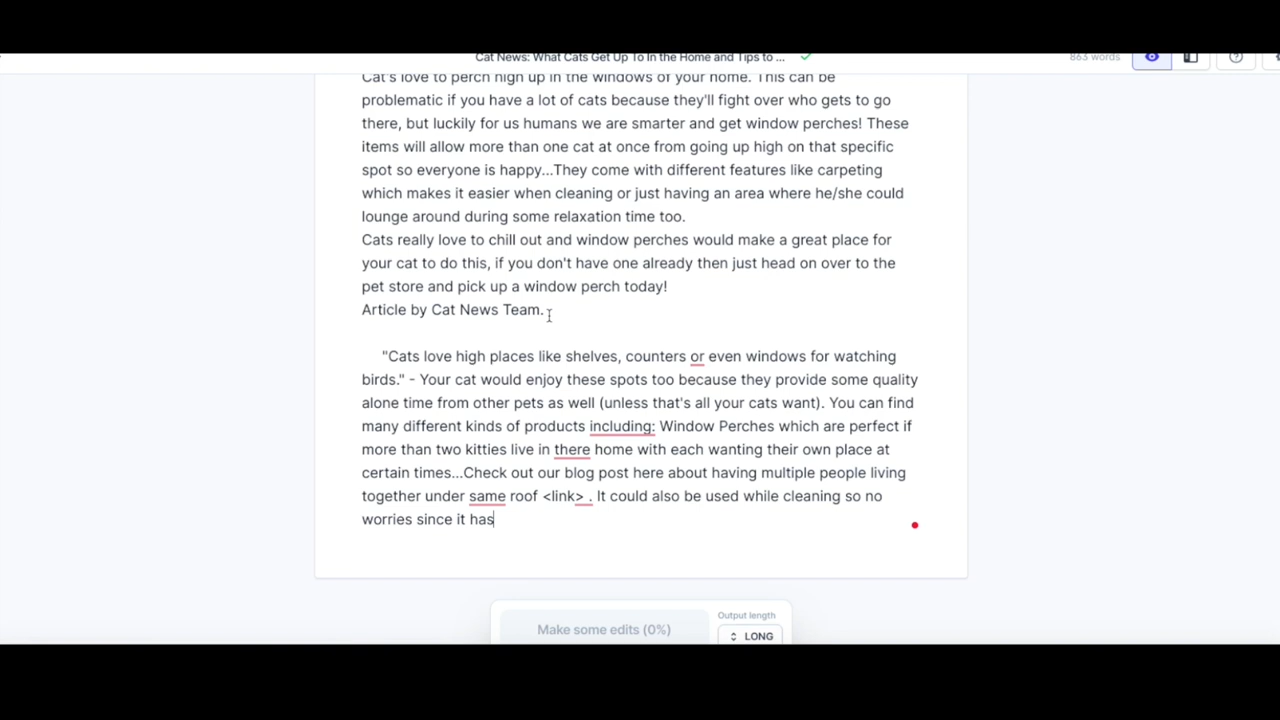 Cat News: What Cats Get Up To In the Home and Tips to ...
863 words
Cat's love to perch high up in the windows of your home. This can be
problematic if you have a lot of cats because they'll fight over who gets to go
there, but luckily for us humans we are smarter and get window perches! These
items will allow more than one cat at once from going up high on that specific
spot so everyone is happy...They come with different features like carpeting
which makes it easier when cleaning or just having an area where he/she could
lounge around during some relaxation time too.
Cats really love to chill out and window perches would make a great place for
your cat to do this, if you don't have one already then just head on over to the
pet store and pick up a window perch today!
Article by Cat News Team.
"Cats love high places like shelves, counters or even windows for watching
birds." - Your cat would enjoy these spots too because they provide some quality
alone time from other pets as well (unless that's all your cats want). You can find
many different kinds of products including: Window Perches which are perfect if
more than two kitties live in there home with each wanting their own place at
certain times...Check out our blog post here about having multiple people living
together under same roof <link> . It could also be used while cleaning so no
worries since it has
Make some edits (0%)
Output length
LONG